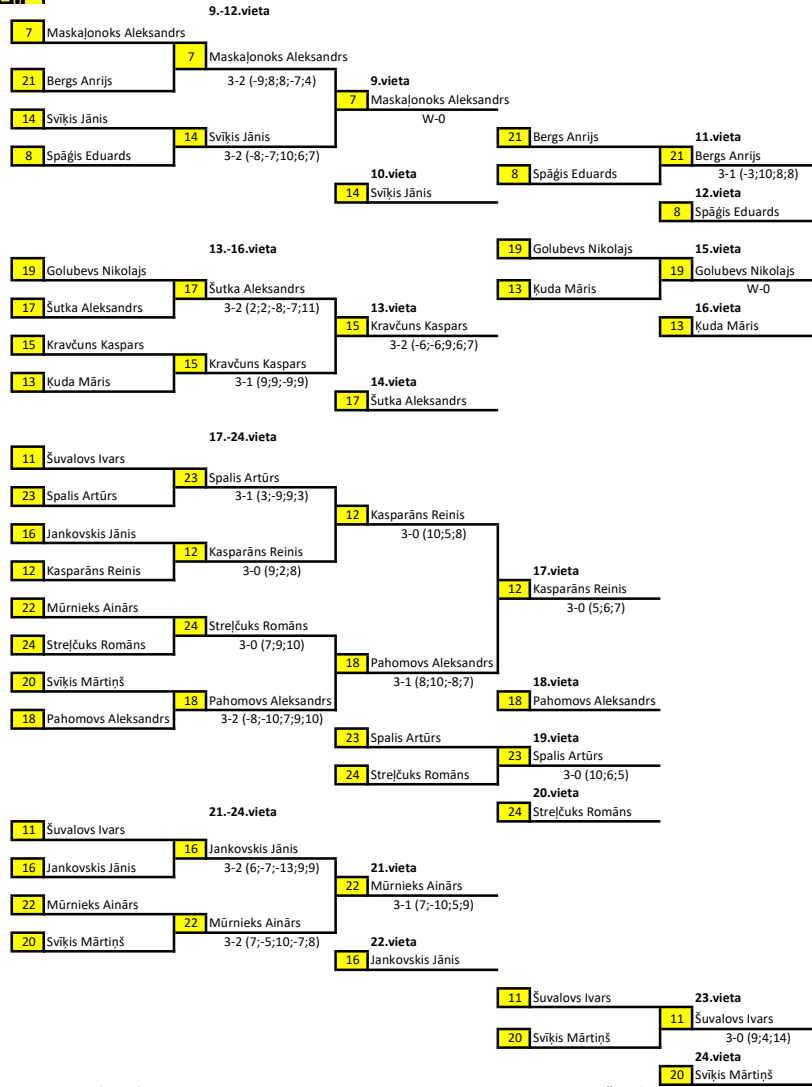 9.-12.vieta
7 Maskaļonoks Aleksandrs
7 Maskaļonoks Aleksandrs
21 Bergs Anrijs 3-2 (-9;8;8;-7;4) 9.vieta
7 Maskaļonoks Aleksandrs
14 Svīķis Jānis W-0
14 Svīķis Jānis 21 Bergs Anrijs 11.vieta
8 Spāģis Eduards 3-2 (-8;-7;10;6;7) 21 Bergs Anrijs
10.vieta 8 Spāģis Eduards 3-1 (-3;10;8;8)
14 Svīķis Jānis 12.vieta
8 Spāģis Eduards
13.-16.vieta 19 Golubevs Nikolajs 15.vieta
19 Golubevs Nikolajs 19 Golubevs Nikolajs
17 Šutka Aleksandrs 13 Ķuda Māris W-0
17 Šutka Aleksandrs 3-2 (2;2;-8;-7;11) 13.vieta 16.vieta
15 Kravčuns Kaspars 13 Ķuda Māris
15 Kravčuns Kaspars 3-2 (-6;-6;9;6;7)
15 Kravčuns Kaspars
13 Ķuda Māris 3-1 (9;9;-9;9) 14.vieta
17 Šutka Aleksandrs
17.-24.vieta
11 Šuvalovs Ivars
23 Spalis Artūrs
23 Spalis Artūrs 3-1 (3;-9;9;3)
12 Kasparāns Reinis
16 Jankovskis Jānis 3-0 (10;5;8)
12 Kasparāns Reinis
12 Kasparāns Reinis 3-0 (9;2;8) 17.vieta
12 Kasparāns Reinis
22 Mūrnieks Ainārs 3-0 (5;6;7)
24 Streļčuks Romāns
24 Streļčuks Romāns 3-0 (7;9;10)
18 Pahomovs Aleksandrs
20 Svīķis Mārtiņš 3-1 (8;10;-8;7) 18.vieta
18 Pahomovs Aleksandrs 18 Pahomovs Aleksandrs
18 Pahomovs Aleksandrs 3-2 (-8;-10;7;9;10)
23 Spalis Artūrs 19.vieta
23 Spalis Artūrs
24 Streļčuks Romāns 3-0 (10;6;5)
20.vieta
21.-24.vieta 24 Streļčuks Romāns
11 Šuvalovs Ivars
16 Jankovskis Jānis
16 Jankovskis Jānis 3-2 (6;-7;-13;9;9) 21.vieta
22 Mūrnieks Ainārs
22 Mūrnieks Ainārs 3-1 (7;-10;5;9)
22 Mūrnieks Ainārs
20 Svīķis Mārtiņš 3-2 (7;-5;10;-7;8) 22.vieta
16 Jankovskis Jānis
11 Šuvalovs Ivars 23.vieta
11 Šuvalovs Ivars
20 Svīķis Mārtiņš 3-0 (9;4;14)
24.vieta
20 Svīķis Mārtiņš